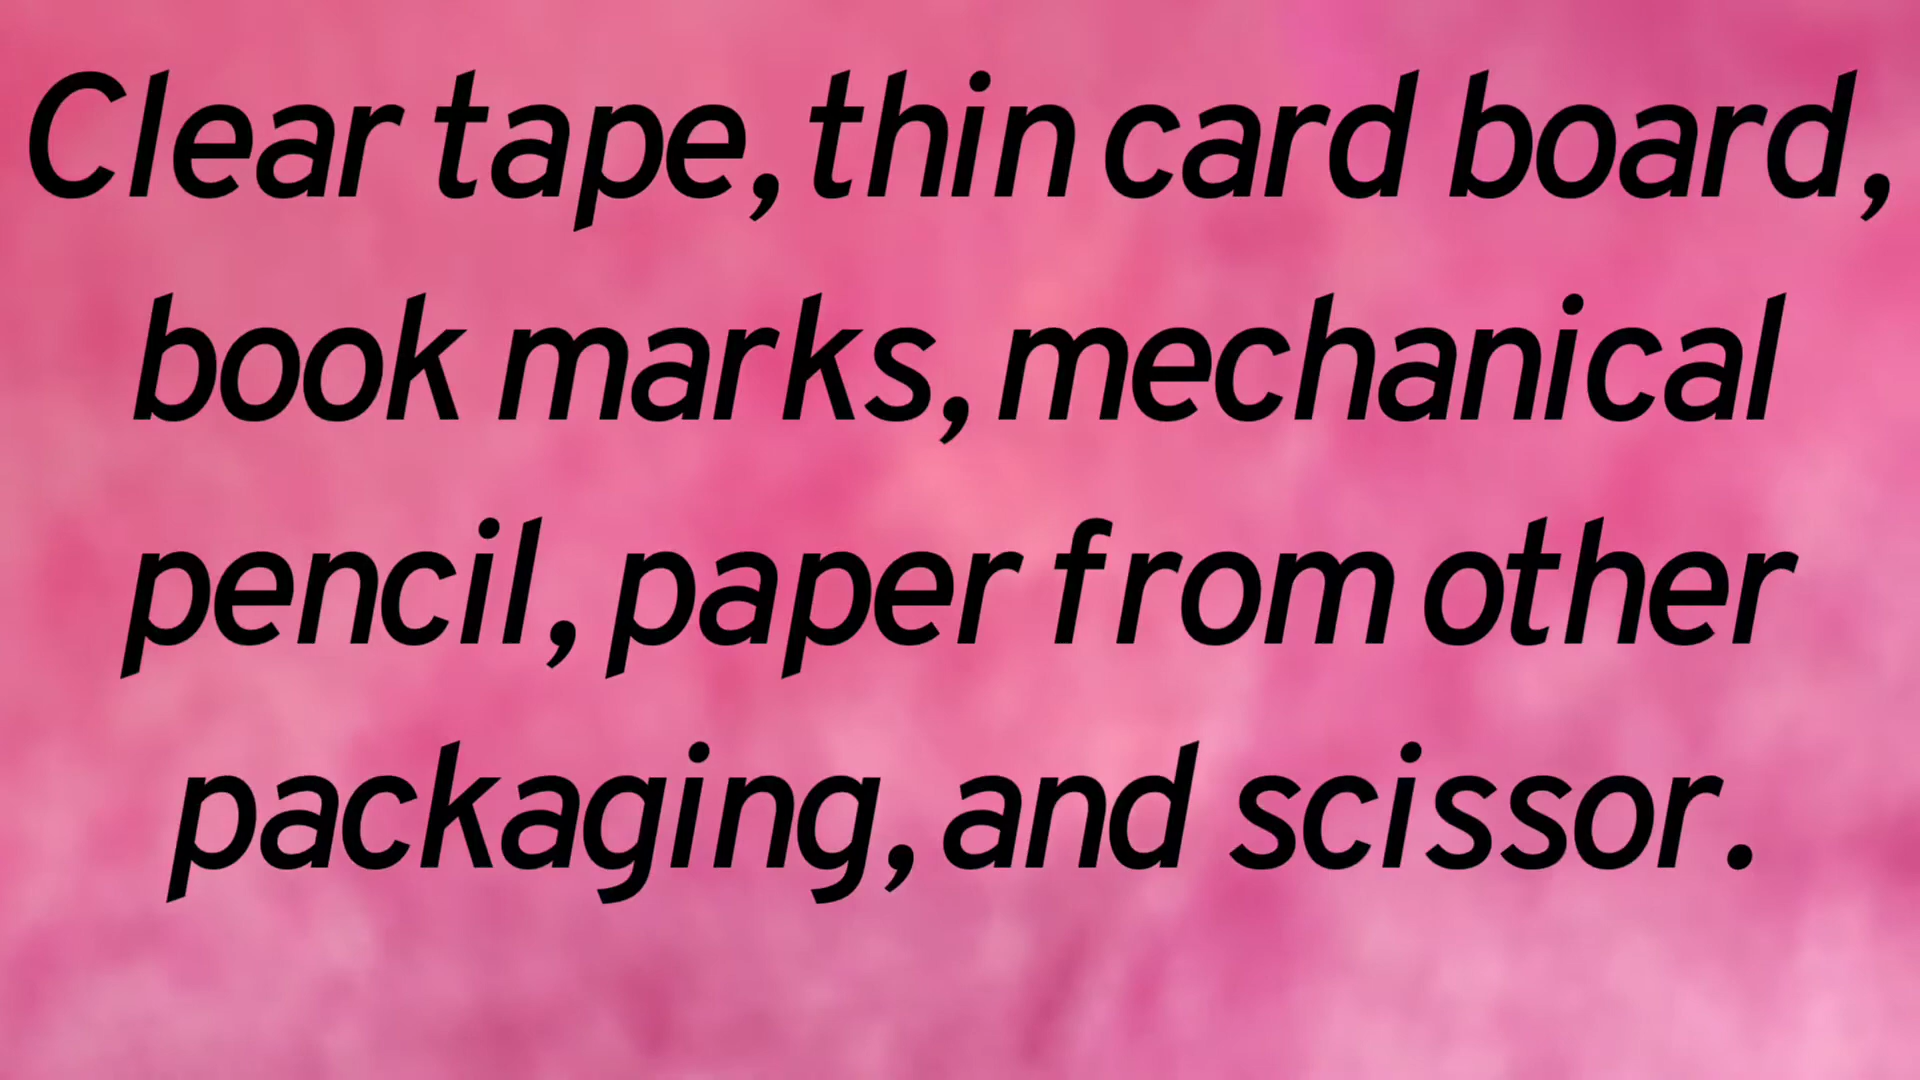 Clear tape, thin card board,
book marks, mechanical
pencil, paper from other
packaging, and scissor.